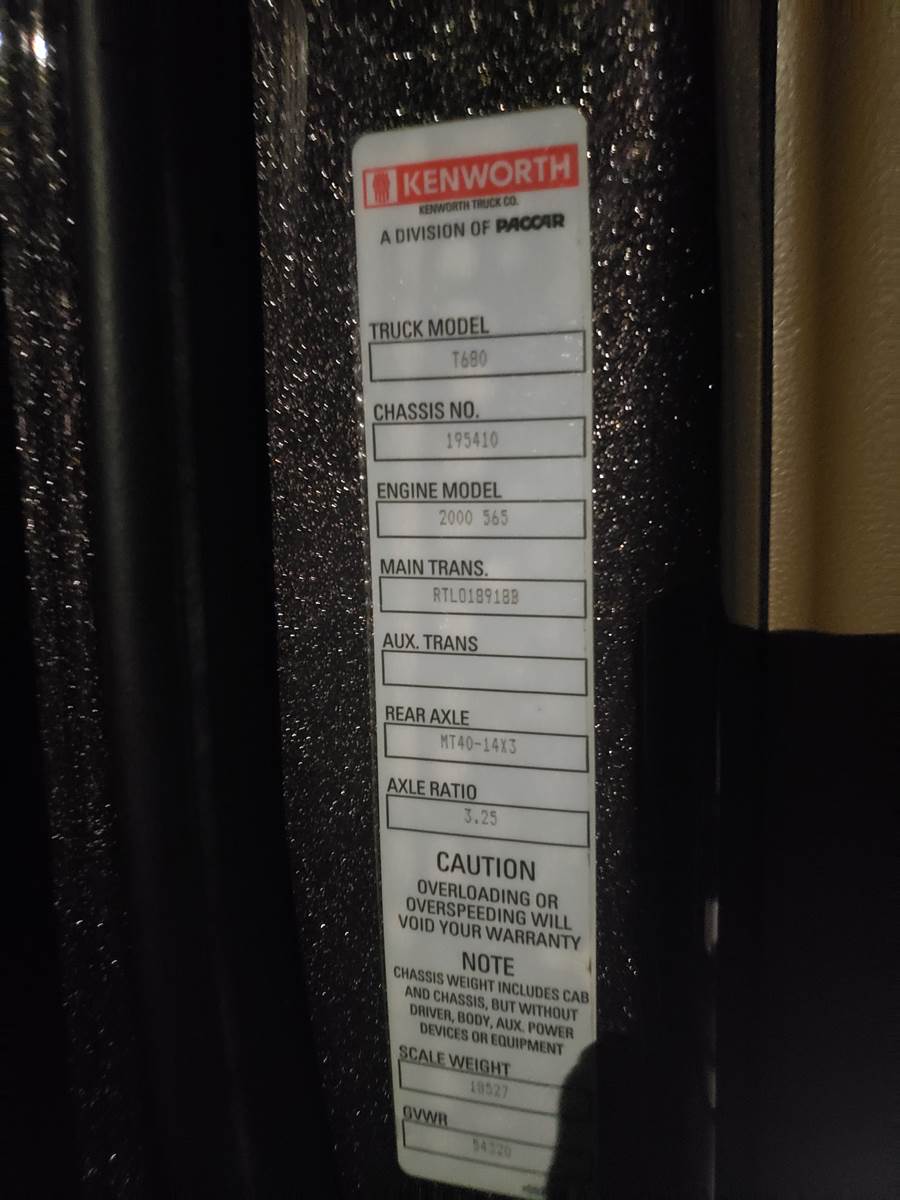 KENWORTH
KENWORTH TRUCK CO.
A DIVISION OF PACCAR
TRUCK MODEL
T680
CHASSIS NO.
195410
ENGINE MODEL
2000 565
MAIN TRANS.
RTLO18918B
AUX. TRANS
REAR AXLE
MT40-14X3
AXLE RATIO
3.25
CAUTION
OVERLOADING OR
OVERSPEEDING WILL
VOID YOUR WARRANTY
NOTE
CHASSIS WEIGHT INCLUDES CAB
AND CHASSIS, BUT WITHOUT
DRIVER, BODY, AUX. POWER
DEVICES OR EQUIPMENT
SCALE WEIGHT
18527
GVWR
54320